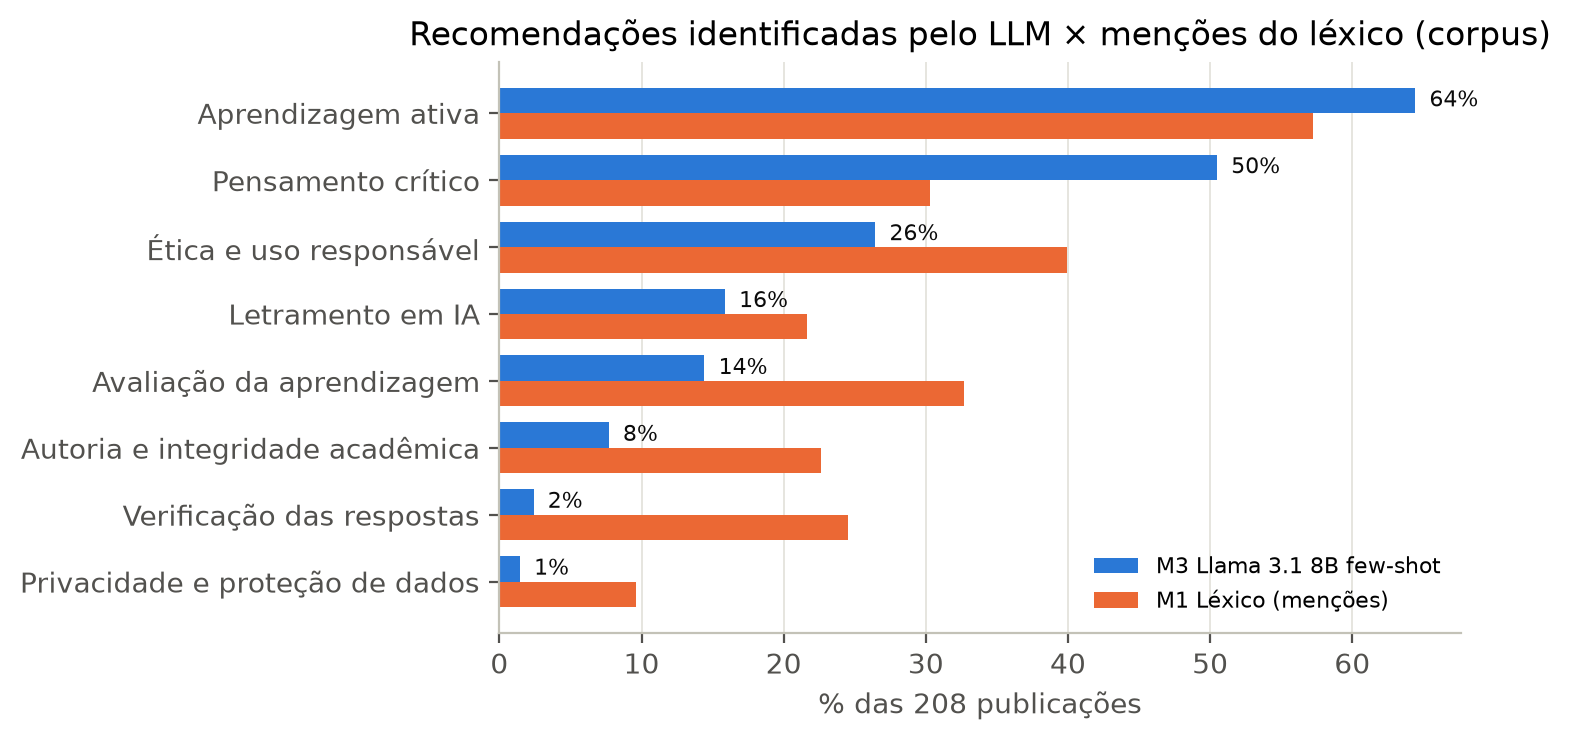 Recomendações identificadas pelo LLM × menções do léxico (corpus)
Aprendizagem ativa
64%
Pensamento crítico
50%
Ética e uso responsável
26%
Letramento em IA
16%
Avaliação da aprendizagem
14%
Autoria e integridade acadêmica
8%
Verificação das respostas
2%
Privacidade e proteção de dados
1%
M3 Llama 3.1 8B few-shot
M1 Léxico (menções)
0 10 20 30 40 50 60
% das 208 publicações